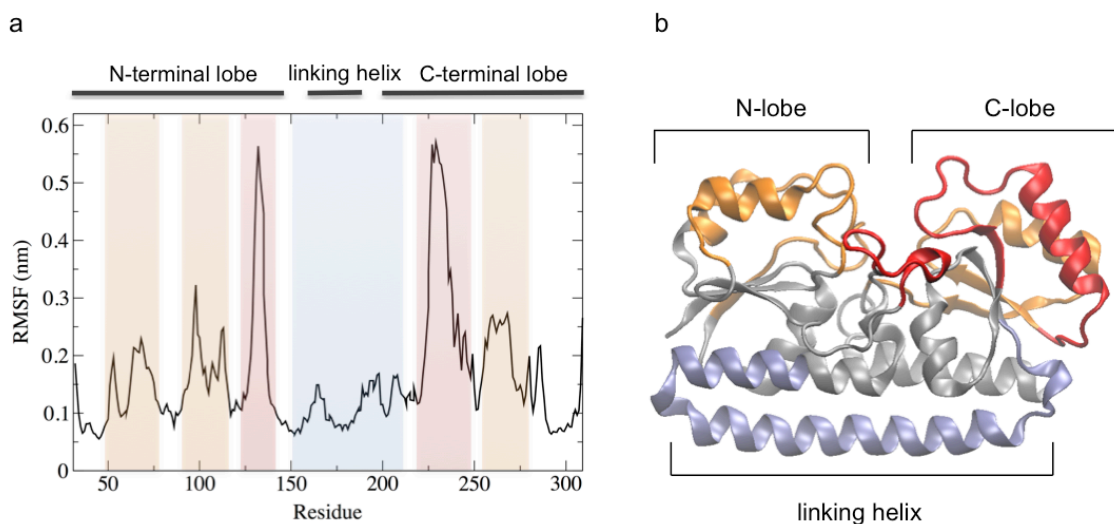 a
N-terminal lobe
linking helix
C-terminal lobe
0.6
0.5
0.4
0.3
0.2
0.1
0
RMSF (nm)
50
100
150
200
250
300
Residue
b
N-lobe
C-lobe
linking helix